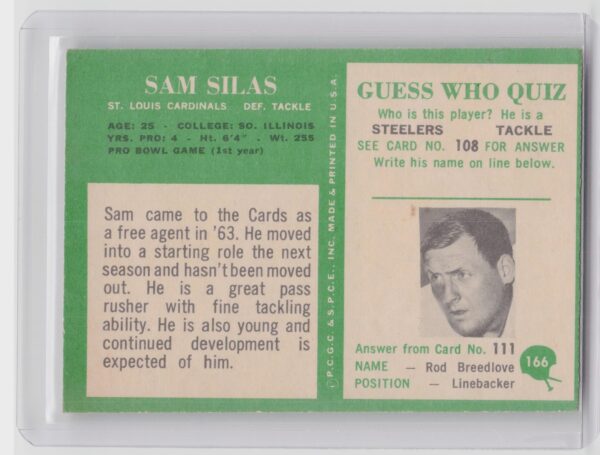 SAM SILAS
ST. LOUIS CARDINALS DEF. TACKLE
AGE: 25 - COLLEGE: SO. ILLINOIS
YRS. PRO: 4 - Ht. 6'4" - Wt. 255
PRO BOWL GAME (1st year)
Sam came to the Cards as
a free agent in '63. He moved
into a starting role the next
season and hasn't been moved
out. He is a great pass
rusher with fine tackling
ability. He is also young and
continued development is
expected of him.
©P.C.G.C. & S.P.C.E., INC. MADE & PRINTED IN U.S.A.
GUESS WHO QUIZ
Who is this player? He is a
STEELERS TACKLE
SEE CARD NO. 108 FOR ANSWER
Write his name on line below.
Answer from Card No. 111
NAME — Rod Breedlove
POSITION — Linebacker
166